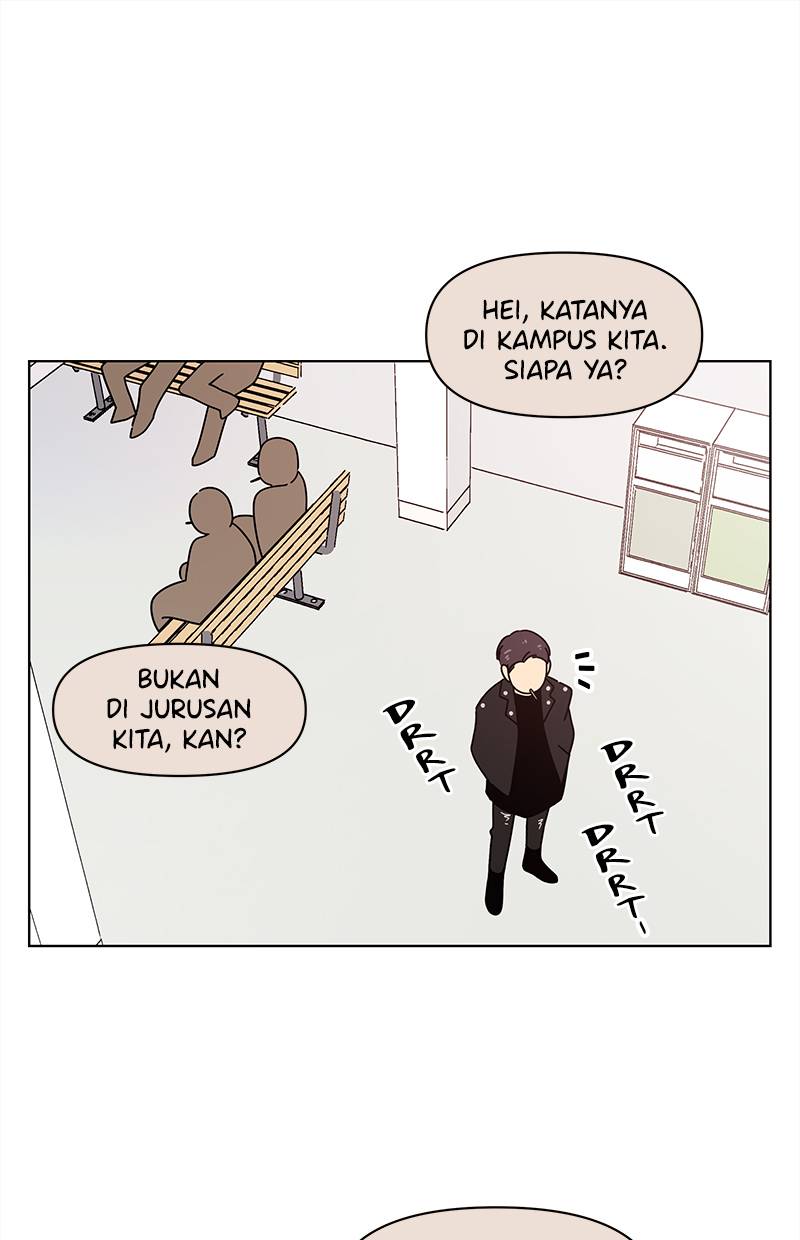 HEI, KATANYA
DI KAMPUS KITA.
SIAPA YA?
BUKAN
DI JURUSAN
KITA, KAN?
DRRT
DRRT
DRRT